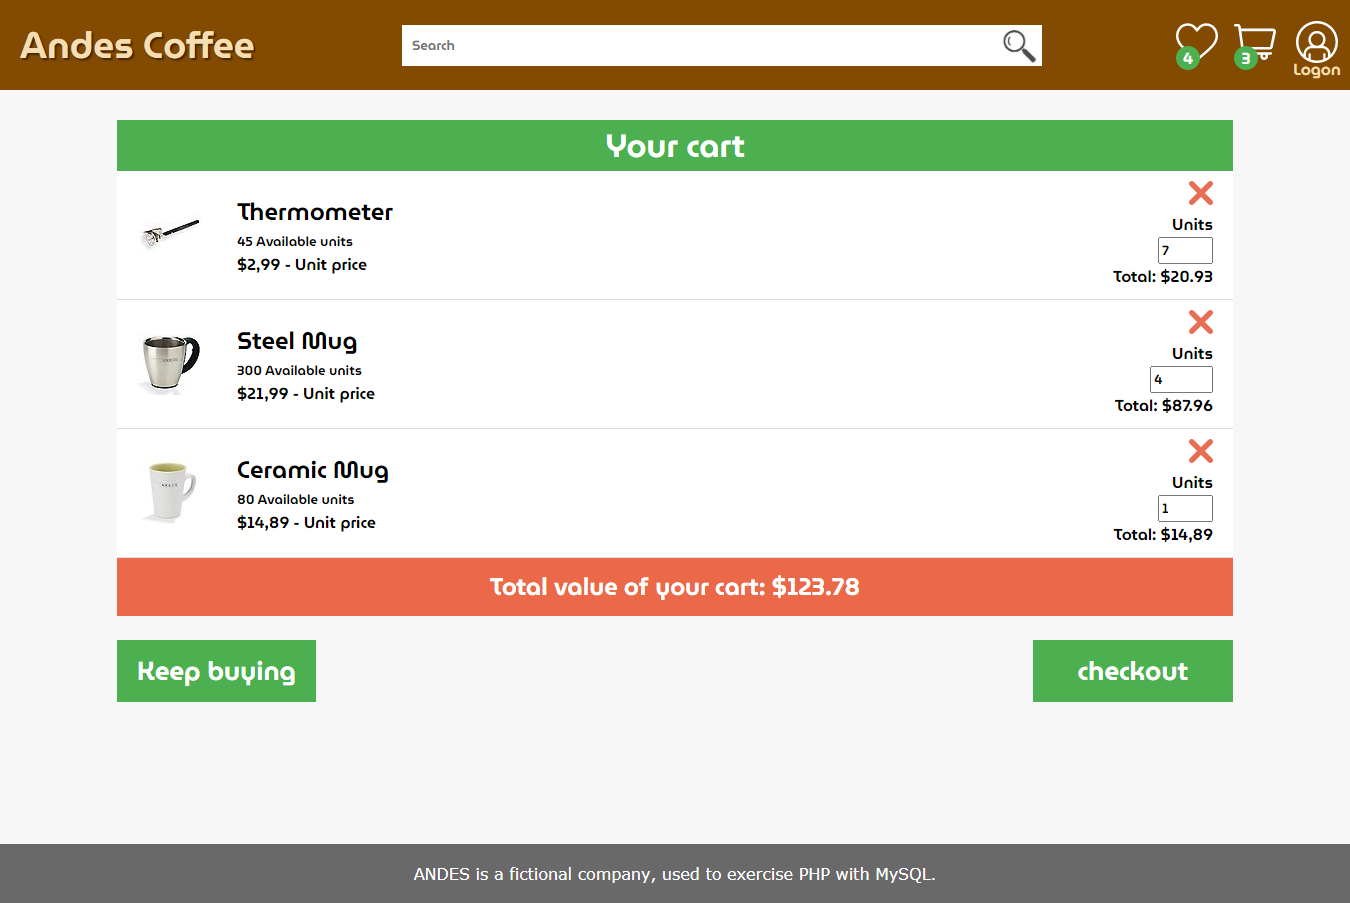 Andes Coffee
Search
4
3
Logon
Your cart
Thermometer
45 Available units
$2,99 - Unit price
Units
7
Total: $20.93
Steel Mug
300 Available units
$21,99 - Unit price
Units
4
Total: $87.96
Ceramic Mug
80 Available units
$14,89 - Unit price
Units
1
Total: $14,89
Total value of your cart: $123.78
Keep buying
checkout
ANDES is a fictional company, used to exercise PHP with MySQL.